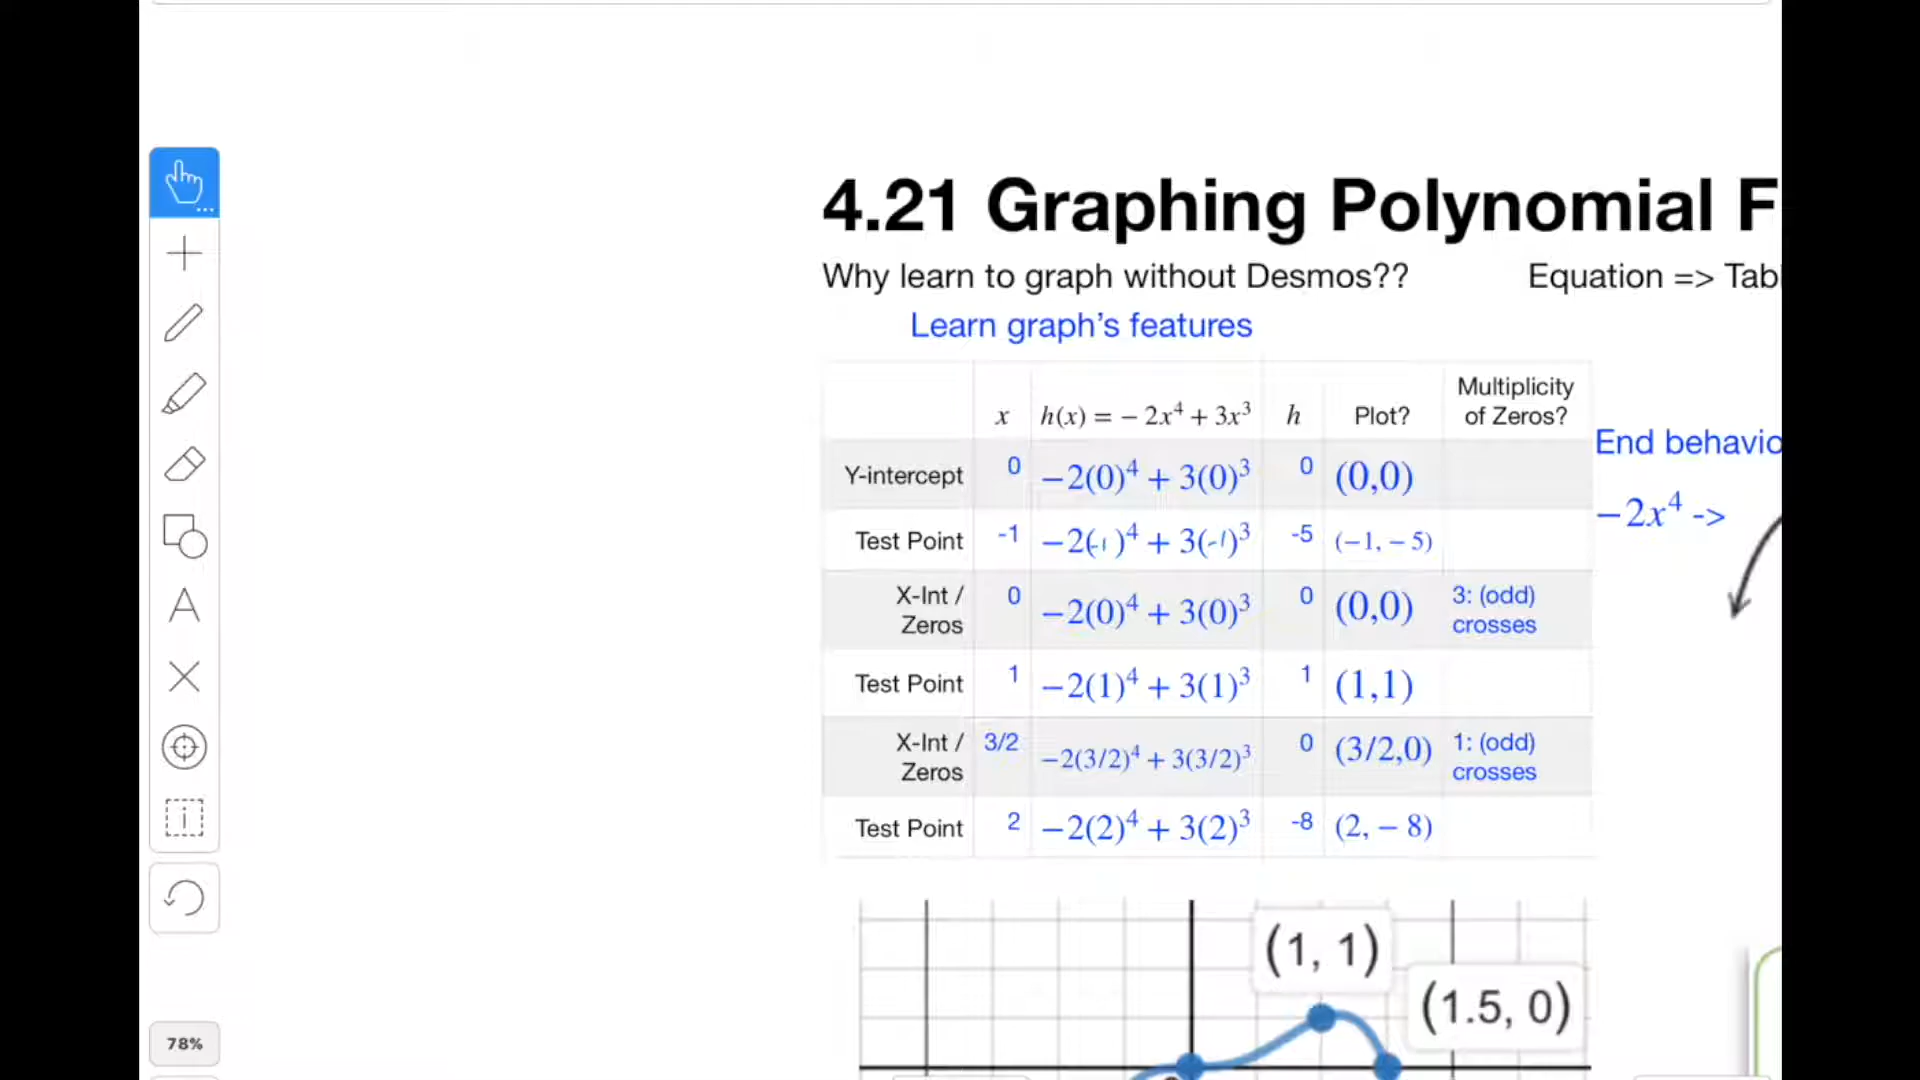 4.21 Graphing Polynomial F
Why learn to graph without Desmos?? Equation => Tabl
Learn graph's features
x h(x) = − 2x⁴ + 3x³ h Plot? Multiplicity of Zeros?
End behavio
Y-intercept 0 −2(0)⁴ + 3(0)³ 0 (0,0)
−2x⁴ ->
Test Point -1 −2(-1)⁴ + 3(-1)³ -5 (−1, − 5)
X-Int / Zeros 0 −2(0)⁴ + 3(0)³ 0 (0,0) 3: (odd) crosses
Test Point 1 −2(1)⁴ + 3(1)³ 1 (1,1)
X-Int / Zeros 3/2 −2(3/2)⁴ + 3(3/2)³ 0 (3/2,0) 1: (odd) crosses
Test Point 2 −2(2)⁴ + 3(2)³ -8 (2, − 8)
(1, 1)
(1.5, 0)
78%